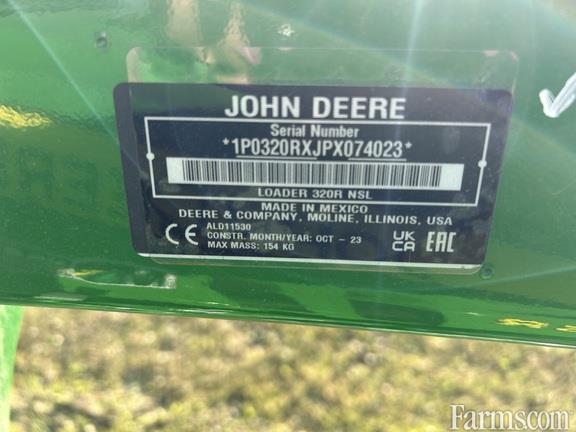 JOHN DEERE
Serial Number
*1P0320RXJPX074023*
LOADER 320R NSL
MADE IN MEXICO
DEERE & COMPANY, MOLINE, ILLINOIS, USA
ALD11530
CONSTR. MONTH/YEAR: OCT - 23
MAX MASS: 154 KG
CE
UK
CA
EAC
Farms.com